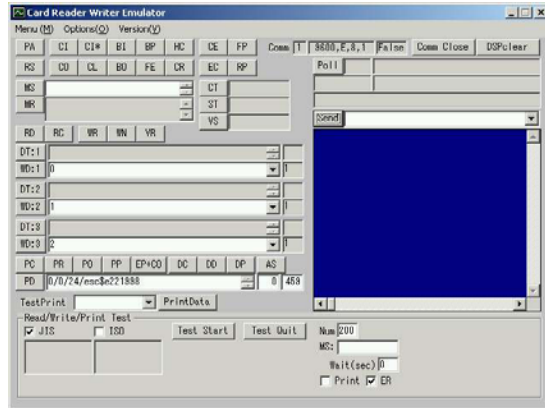 Card Reader Writer Emulator
Menu (M) Options(O) Version(V)
PA CI CI* BI BP HC CE FP Comm 1 9600,E,8,1 False Comm Close DSPclear
RS CO CL BO FE CR EC RP Poll
MS CT
MR ST
VS
Send
RD RC WR WN YR
DT:1
WD:1 0 1
DT:2
WD:2 1 1
DT:3
WD:3 2 1
PC PR PO PP EP+CO DC DD DP AS
PD 0/0/24/esc$e221998 0 459
TestPrint PrintData
Read/Write/Print Test
JIS ISO Test Start Test Quit Num 200
MS:
Wait(sec) 0
Print ER